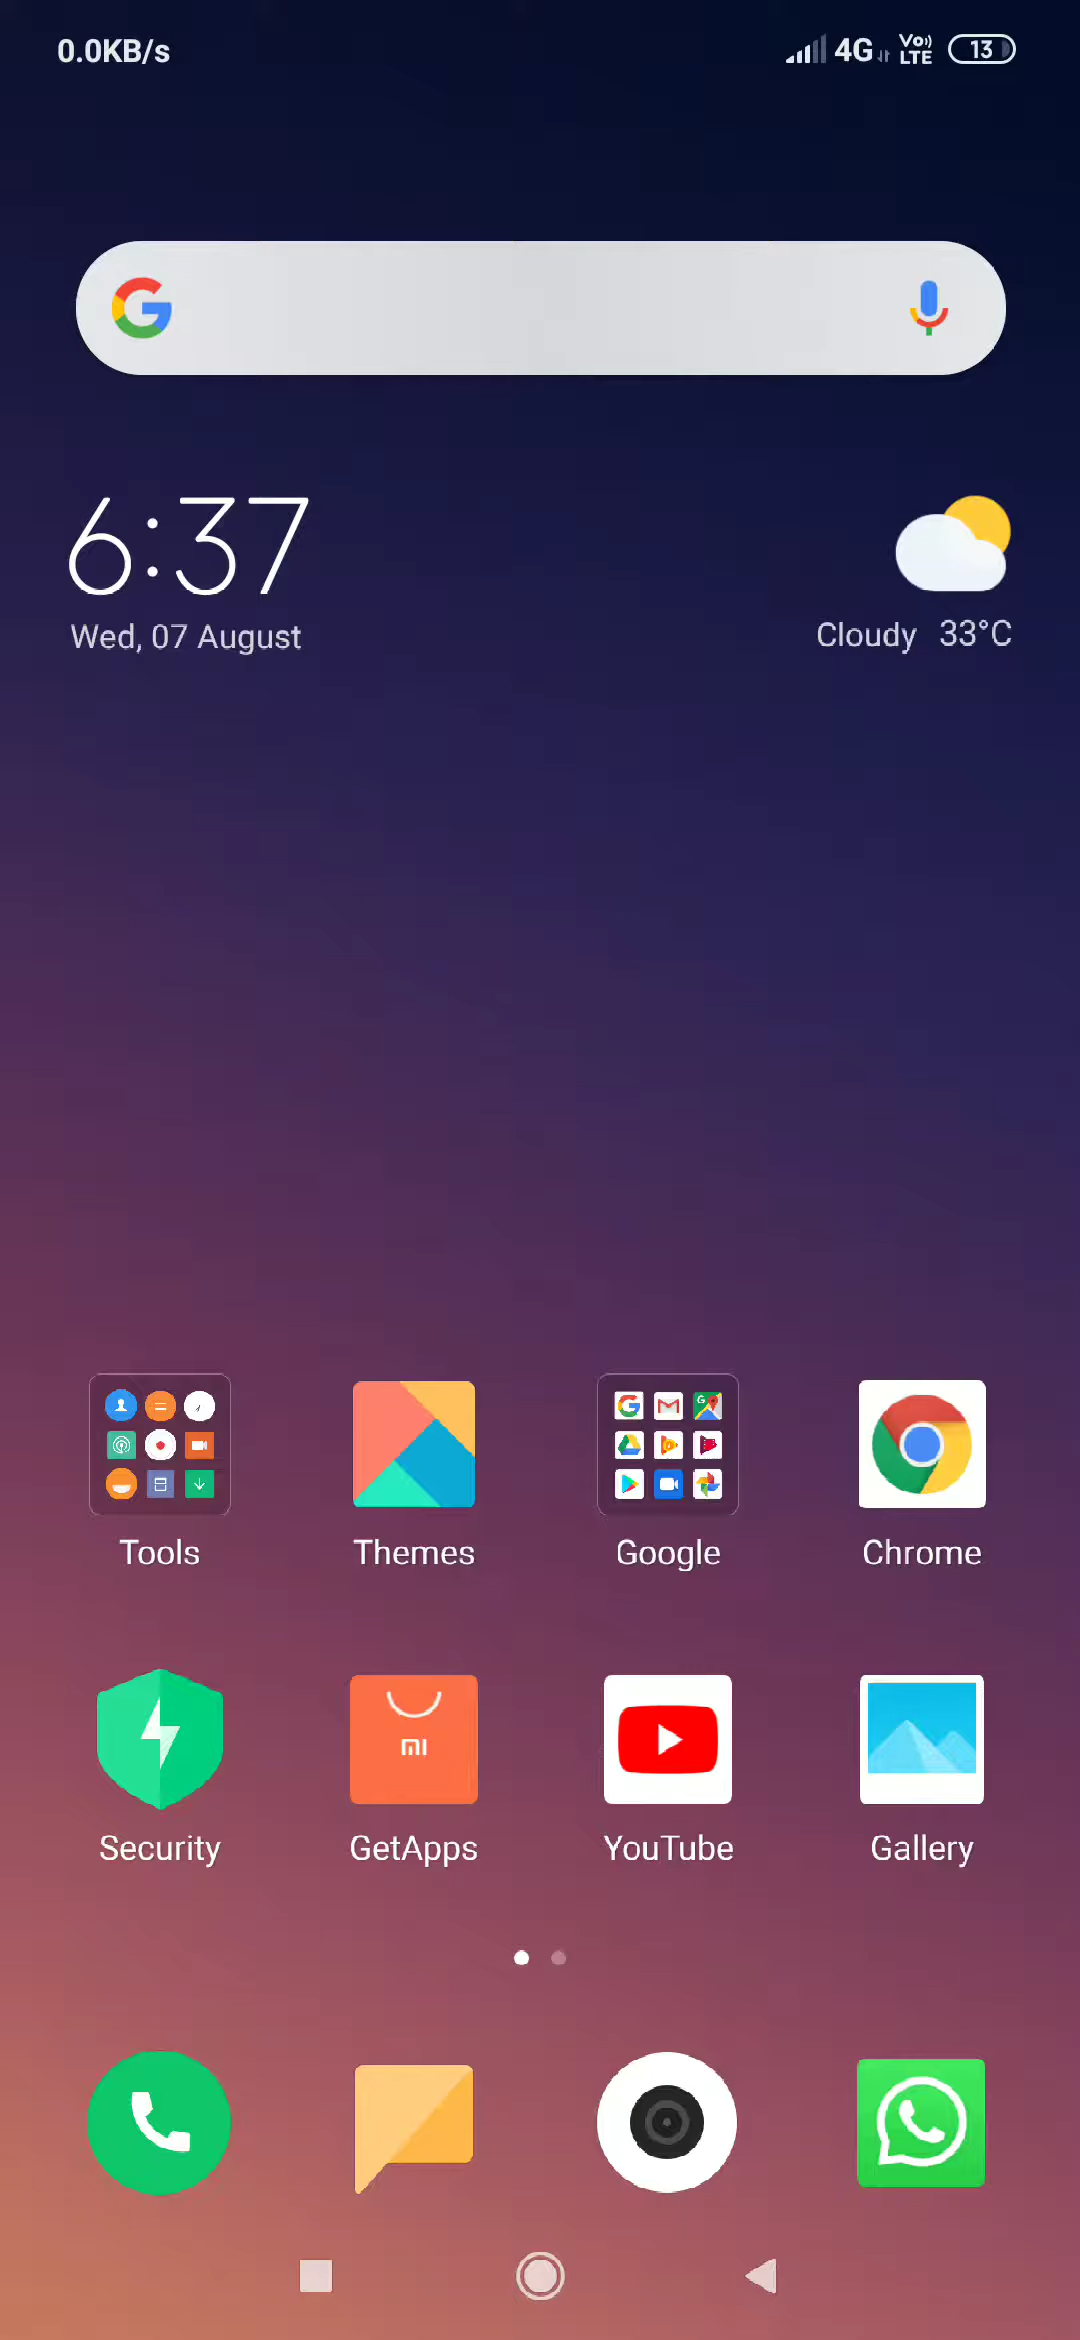 0.0KB/s 4G Vo)) LTE 13
6:37
Wed, 07 August
Cloudy 33°C
Tools Themes Google Chrome
Security GetApps YouTube Gallery